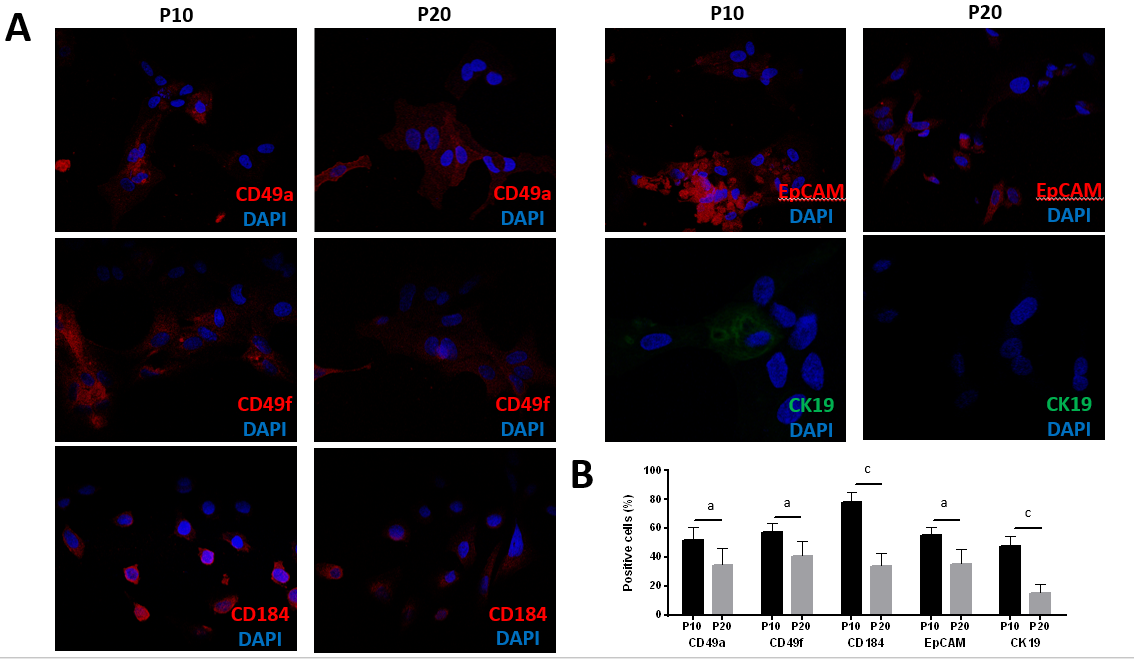 A
P10
P20
P10
P20
CD49a
DAPI
CD49a
DAPI
EpCAM
DAPI
EpCAM
DAPI
CD49f
DAPI
CD49f
DAPI
CK19
DAPI
CK19
DAPI
CD184
DAPI
CD184
DAPI
B
Positive cells (%)
100
80
60
40
20
0
a
a
c
a
c
P10 P20 P10 P20 P10 P20 P10 P20 P10 P20
CD49a CD49f CD184 EpCAM CK19